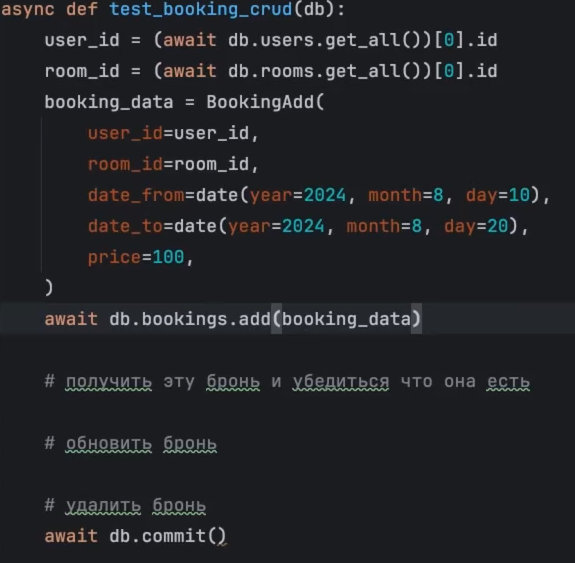 async def test_booking_crud(db):
user_id = (await db.users.get_all())[0].id
room_id = (await db.rooms.get_all())[0].id
booking_data = BookingAdd(
user_id=user_id,
room_id=room_id,
date_from=date(year=2024, month=8, day=10),
date_to=date(year=2024, month=8, day=20),
price=100,
)
await db.bookings.add(booking_data)
# получить эту бронь и убедиться что она есть
# обновить бронь
# удалить бронь
await db.commit()